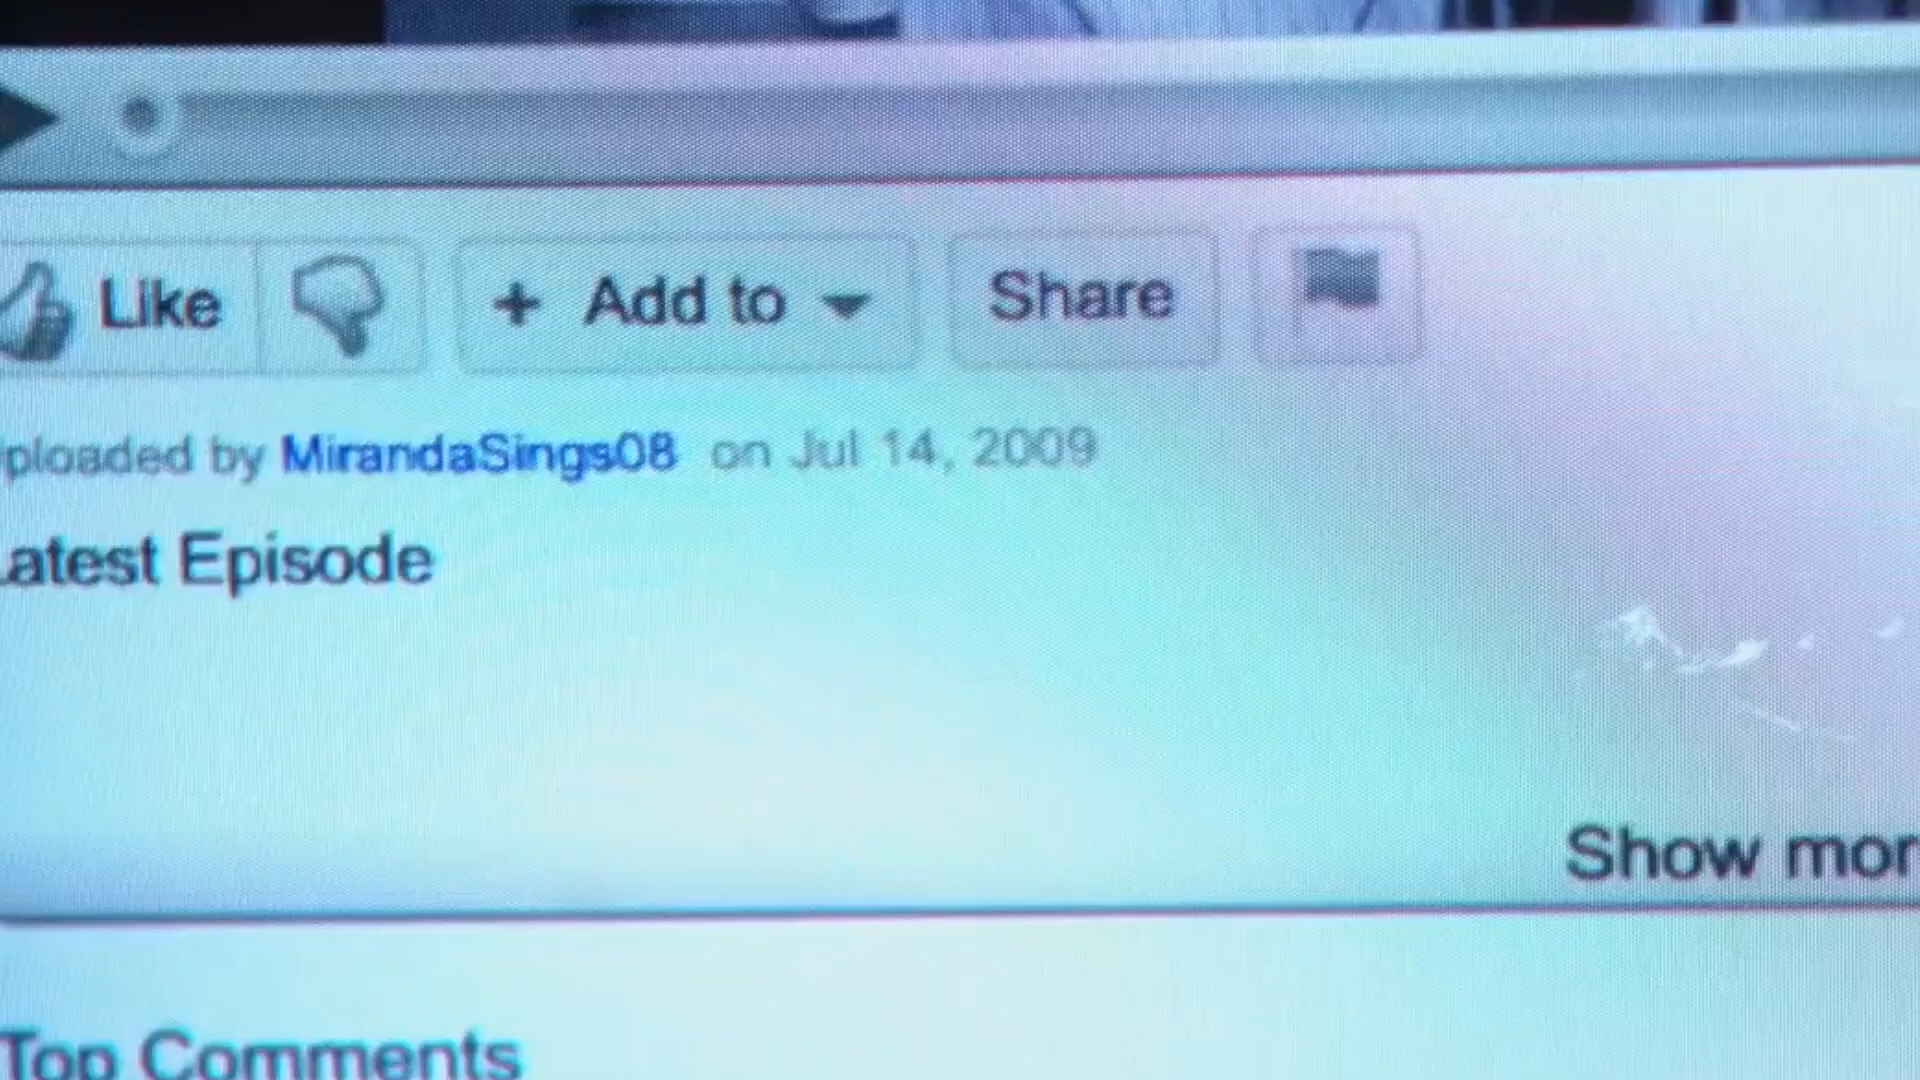 Like + Add to Share
ploaded by MirandaSings08 on Jul 14, 2009
atest Episode
Show mor
Top Comments